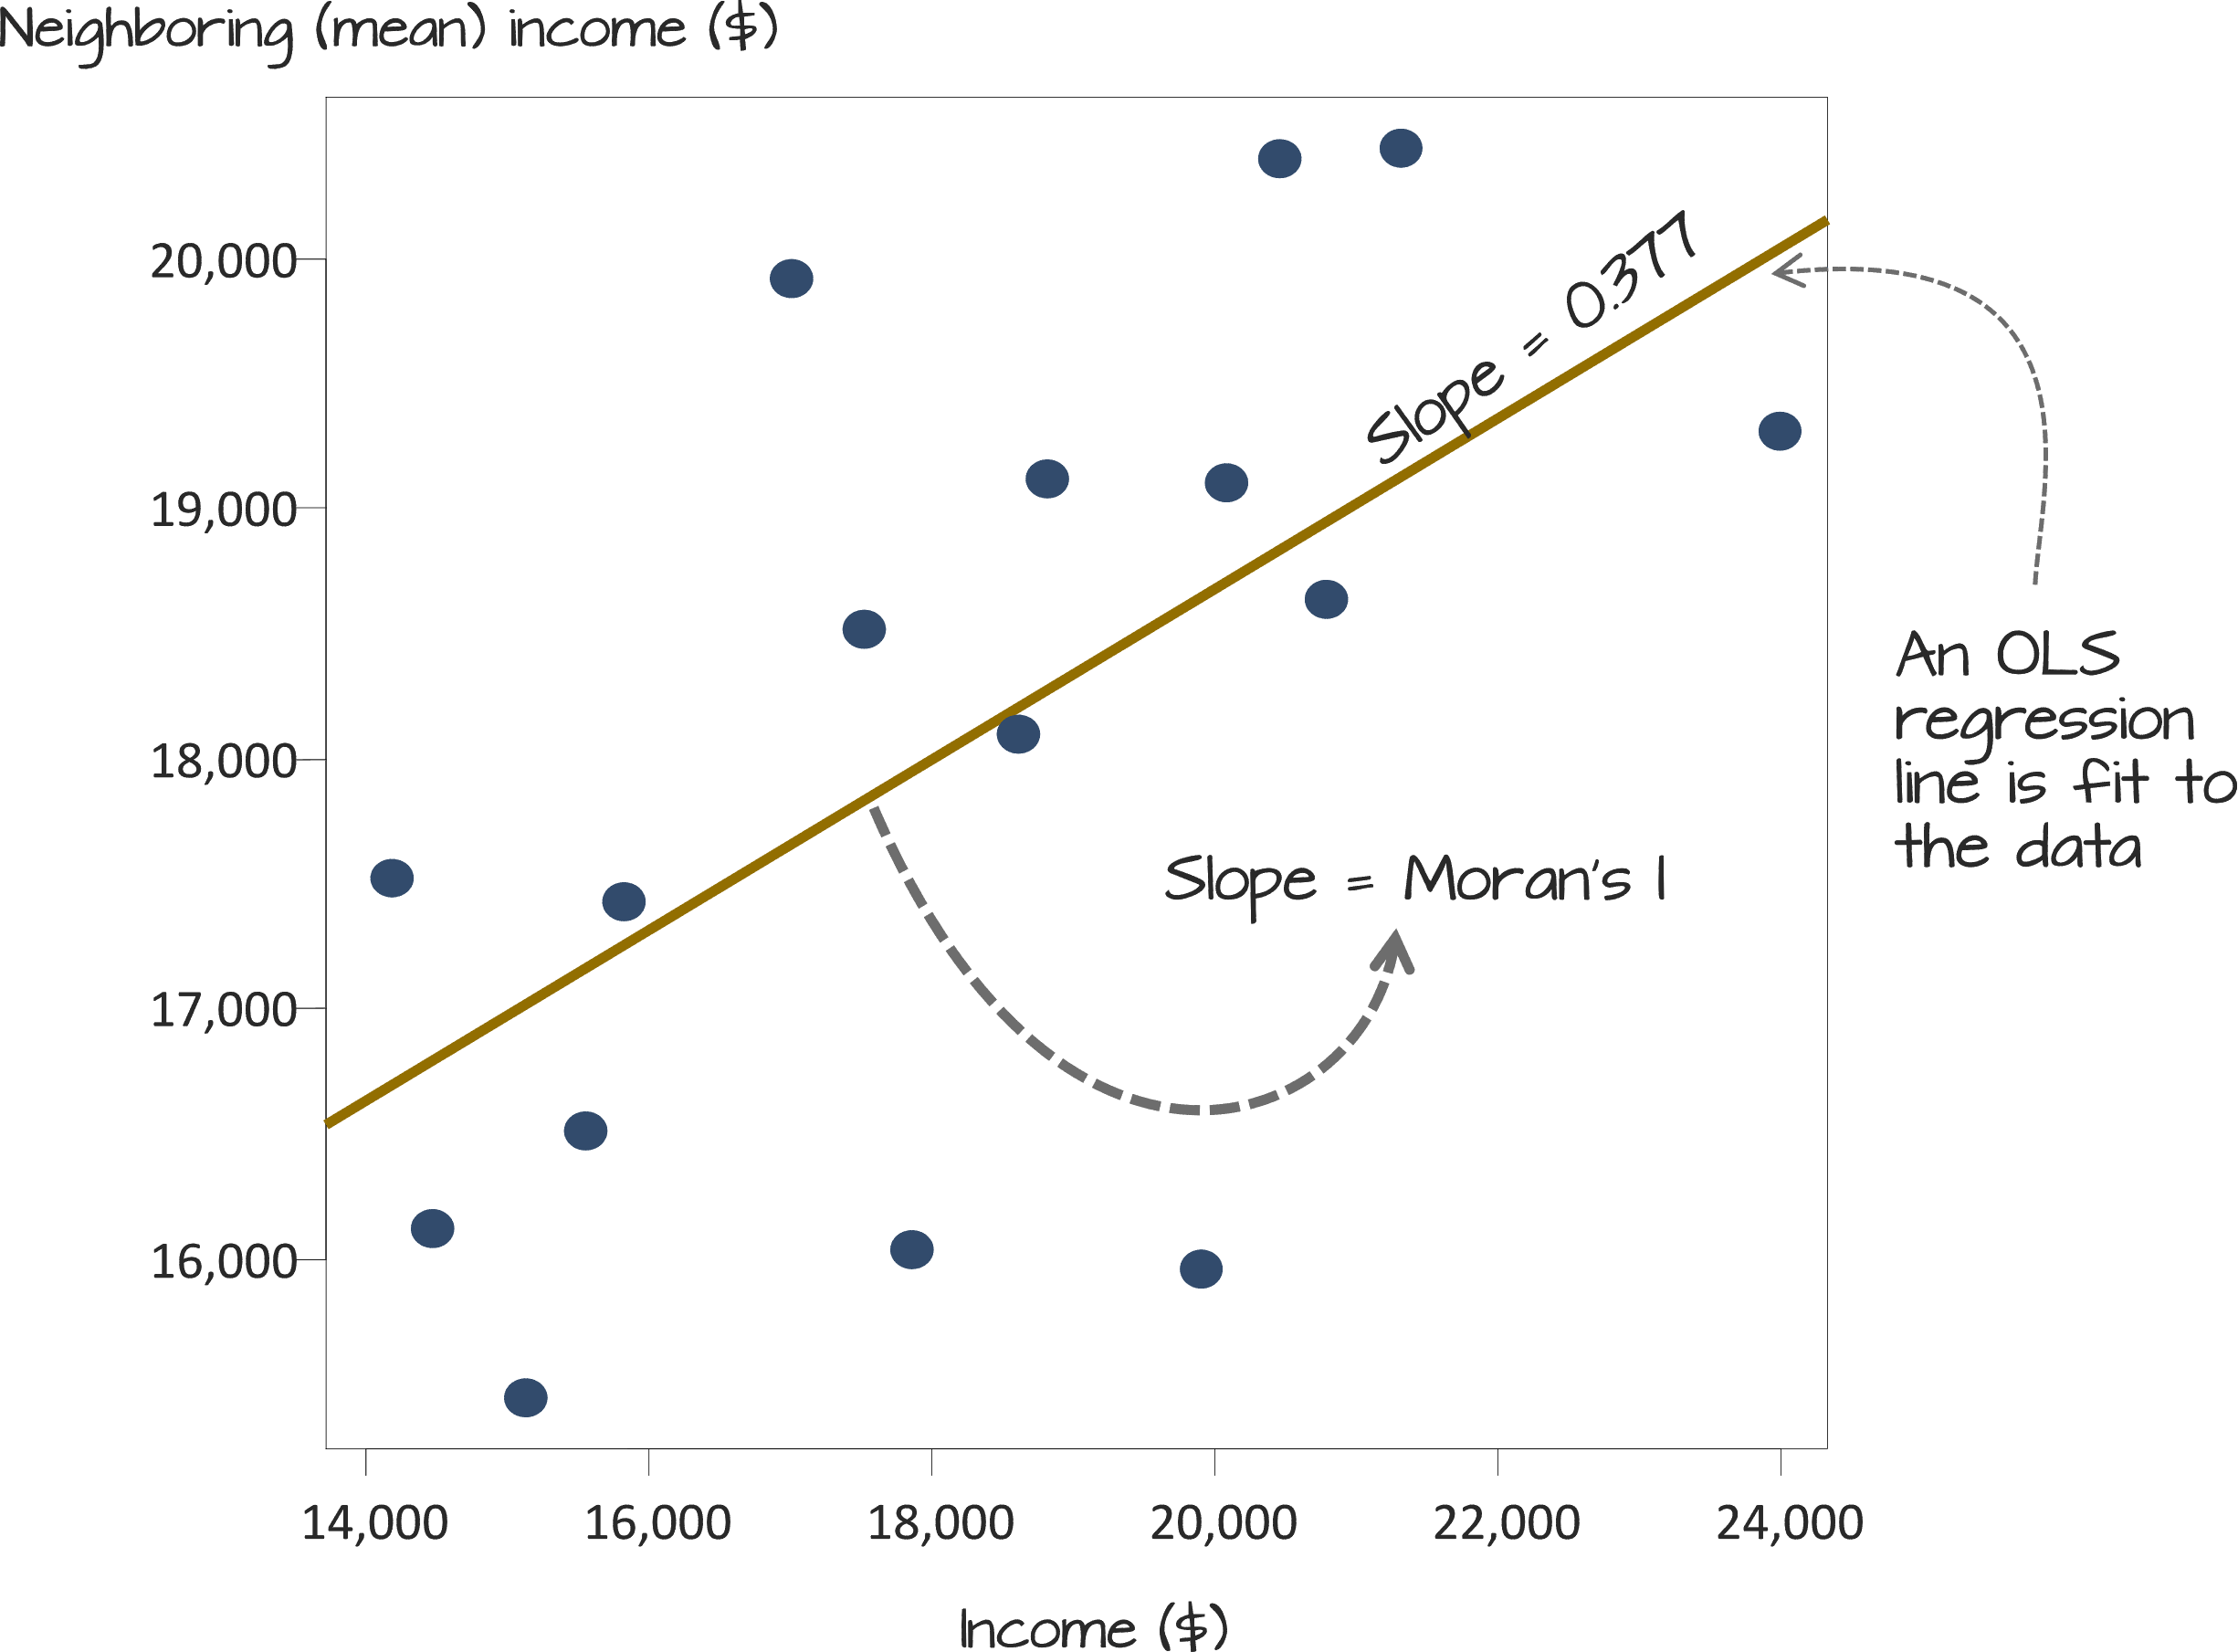 Neighboring (mean) income ($)
20,000
19,000
18,000
17,000
16,000
Slope = 0.377
An OLS
regression
line is fit to
the data
Slope = Moran's I
14,000 16,000 18,000 20,000 22,000 24,000
Income ($)